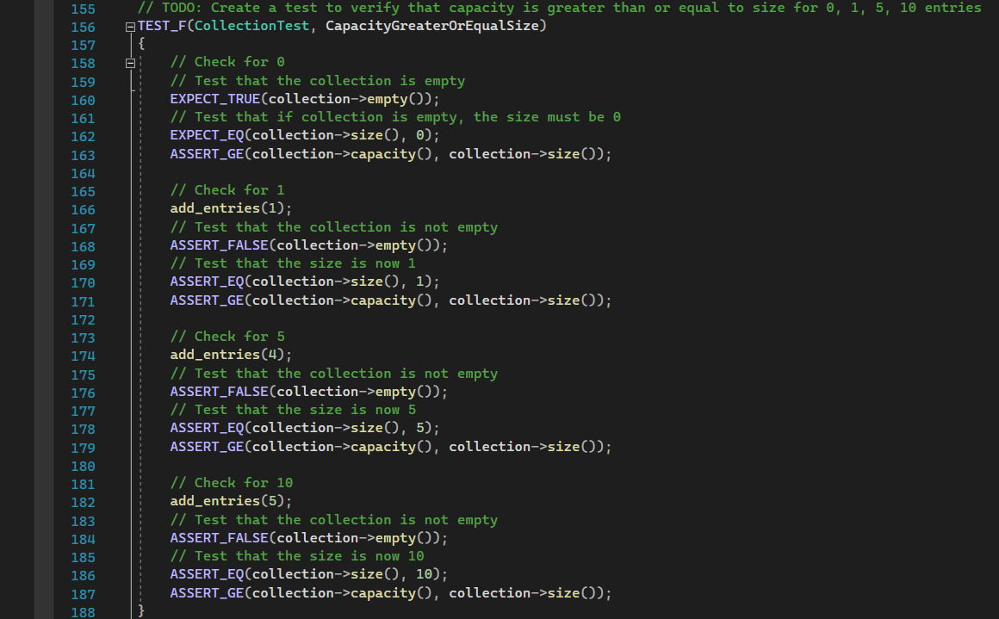 155 // TODO: Create a test to verify that capacity is greater than or equal to size for 0, 1, 5, 10 entries
156 TEST_F(CollectionTest, CapacityGreaterOrEqualSize)
157 {
158 // Check for 0
159 // Test that the collection is empty
160 EXPECT_TRUE(collection->empty());
161 // Test that if collection is empty, the size must be 0
162 EXPECT_EQ(collection->size(), 0);
163 ASSERT_GE(collection->capacity(), collection->size());
164
165 // Check for 1
166 add_entries(1);
167 // Test that the collection is not empty
168 ASSERT_FALSE(collection->empty());
169 // Test that the size is now 1
170 ASSERT_EQ(collection->size(), 1);
171 ASSERT_GE(collection->capacity(), collection->size());
172
173 // Check for 5
174 add_entries(4);
175 // Test that the collection is not empty
176 ASSERT_FALSE(collection->empty());
177 // Test that the size is now 5
178 ASSERT_EQ(collection->size(), 5);
179 ASSERT_GE(collection->capacity(), collection->size());
180
181 // Check for 10
182 add_entries(5);
183 // Test that the collection is not empty
184 ASSERT_FALSE(collection->empty());
185 // Test that the size is now 10
186 ASSERT_EQ(collection->size(), 10);
187 ASSERT_GE(collection->capacity(), collection->size());
188 }